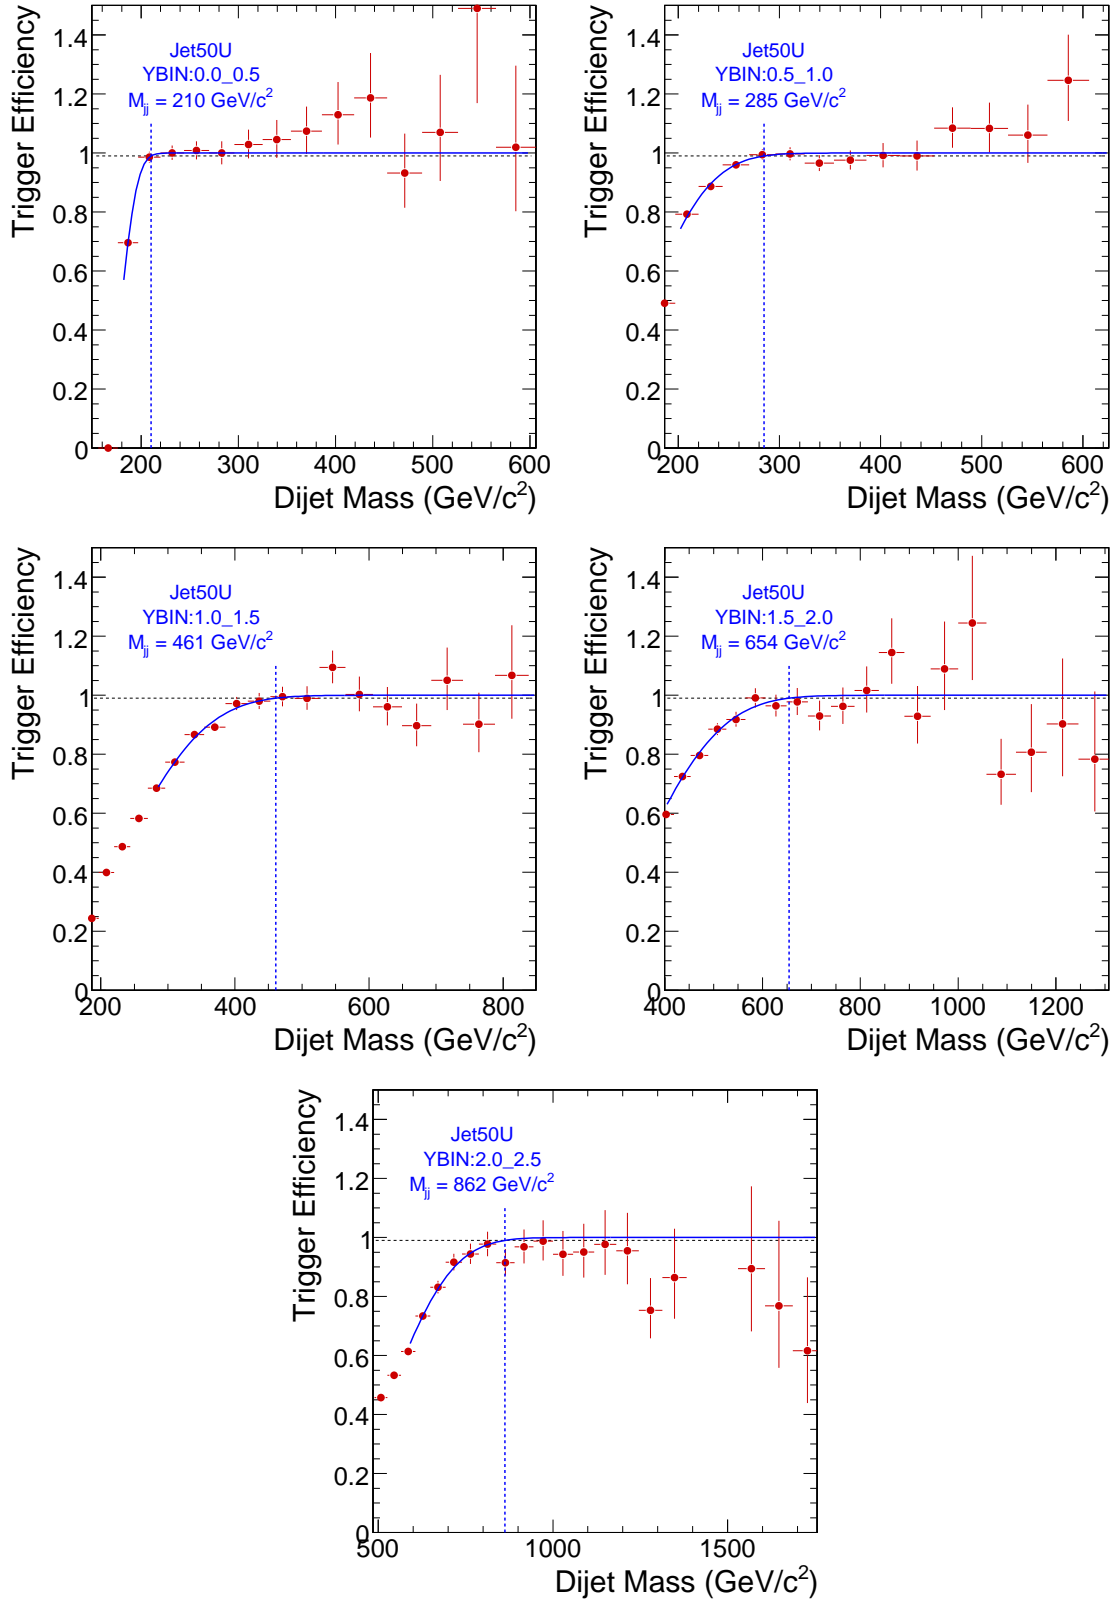 Trigger Efficiency
1.4
1.2
1
0.8
0.6
0.4
0.2
0
Jet50U
YBIN:0.0_0.5
M_jj = 210 GeV/c²
200 300 400 500 600
Dijet Mass (GeV/c²)
Trigger Efficiency
1.4
1.2
1
0.8
0.6
0.4
0.2
0
Jet50U
YBIN:0.5_1.0
M_jj = 285 GeV/c²
200 300 400 500 600
Dijet Mass (GeV/c²)
Trigger Efficiency
1.4
1.2
1
0.8
0.6
0.4
0.2
0
Jet50U
YBIN:1.0_1.5
M_jj = 461 GeV/c²
200 400 600 800
Dijet Mass (GeV/c²)
Trigger Efficiency
1.4
1.2
1
0.8
0.6
0.4
0.2
0
Jet50U
YBIN:1.5_2.0
M_jj = 654 GeV/c²
400 600 800 1000 1200
Dijet Mass (GeV/c²)
Trigger Efficiency
1.4
1.2
1
0.8
0.6
0.4
0.2
0
Jet50U
YBIN:2.0_2.5
M_jj = 862 GeV/c²
500 1000 1500
Dijet Mass (GeV/c²)